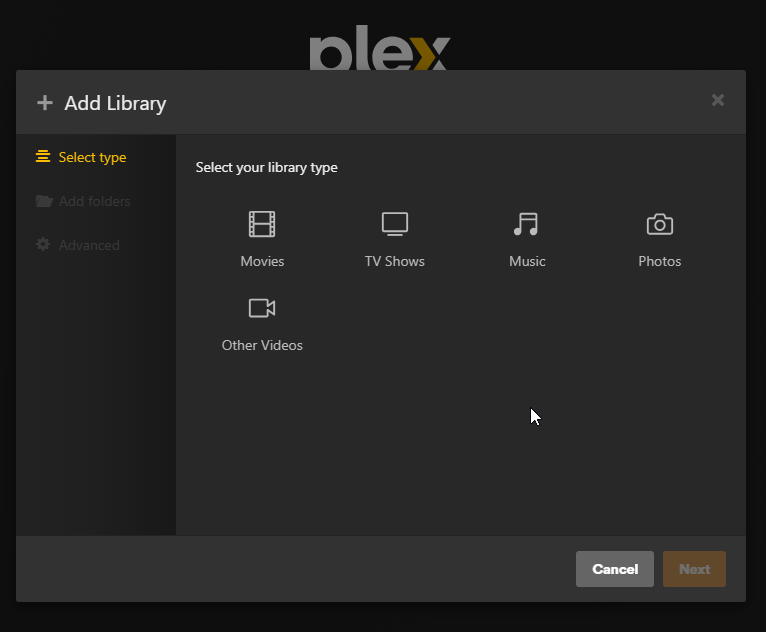 plex
Add Library
Select type
Add folders
Advanced
Select your library type
Movies
TV Shows
Music
Photos
Other Videos
Cancel
Next